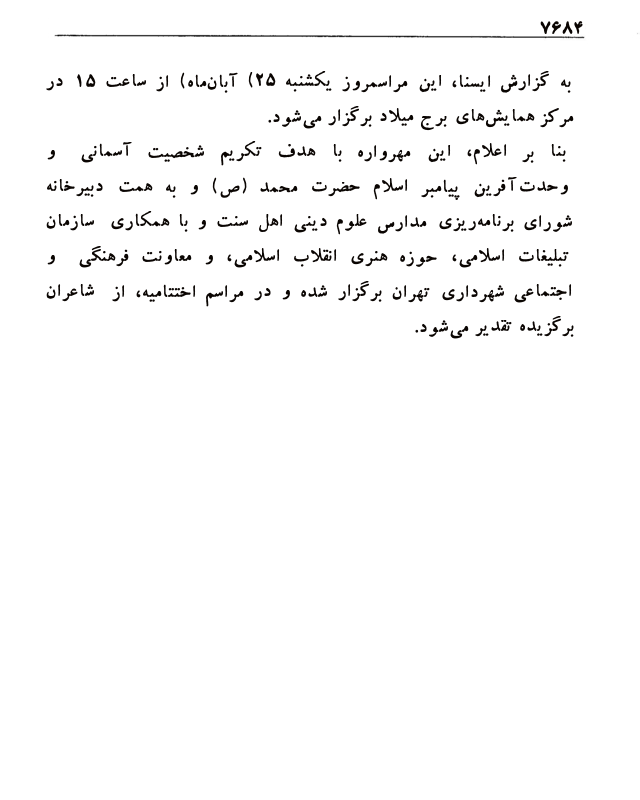 ۷۶۸۴
به گزارش ایسنا، این مراسمروز یکشنبه ۲۵) آبان‌ماه) از ساعت ۱۵ در
مرکز همایش‌های برج میلاد برگزار می‌شود.
بنا بر اعلام، این مهرواره با هدف تکریم شخصیت آسمانی و
وحدت‌آفرین پیامبر اسلام حضرت محمد (ص) و به همت دبیرخانه
شورای برنامه‌ریزی مدارس علوم دینی اهل سنت و با همکاری سازمان
تبلیغات اسلامی، حوزه هنری انقلاب اسلامی، و معاونت فرهنگی و
اجتماعی شهرداری تهران برگزار شده و در مراسم اختتامیه، از شاعران
برگزیده تقدیر می‌شود.